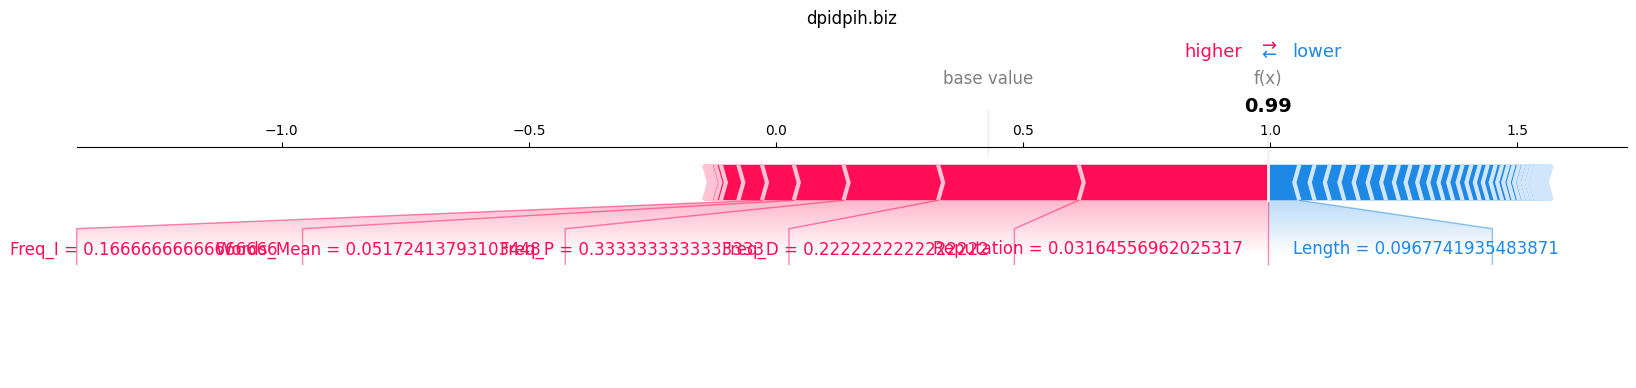 dpidpih.biz
higher ⇄ lower
base value f(x)
0.99
−1.0 −0.5 0.0 0.5 1.0 1.5
Freq_I = 0.16666666666666666 Words_Mean = 0.05172413793103448 Freq_P = 0.3333333333333333 Freq_D = 0.2222222222222222 Reputation = 0.03164556962025317 Length = 0.0967741935483871